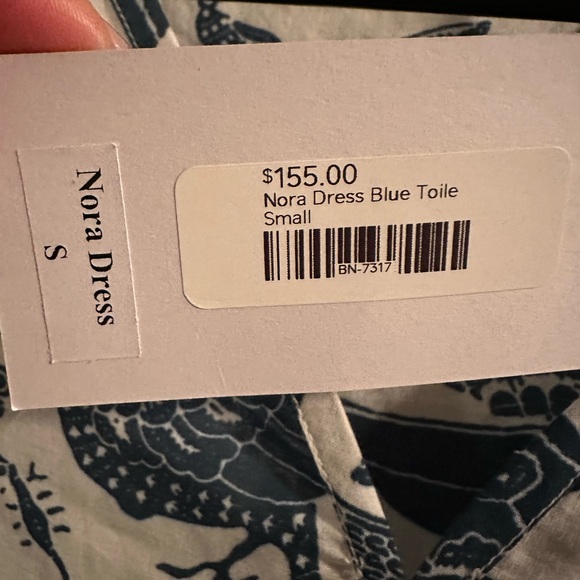 Nora Dress
S
$155.00
Nora Dress Blue Toile
Small
BN-7317